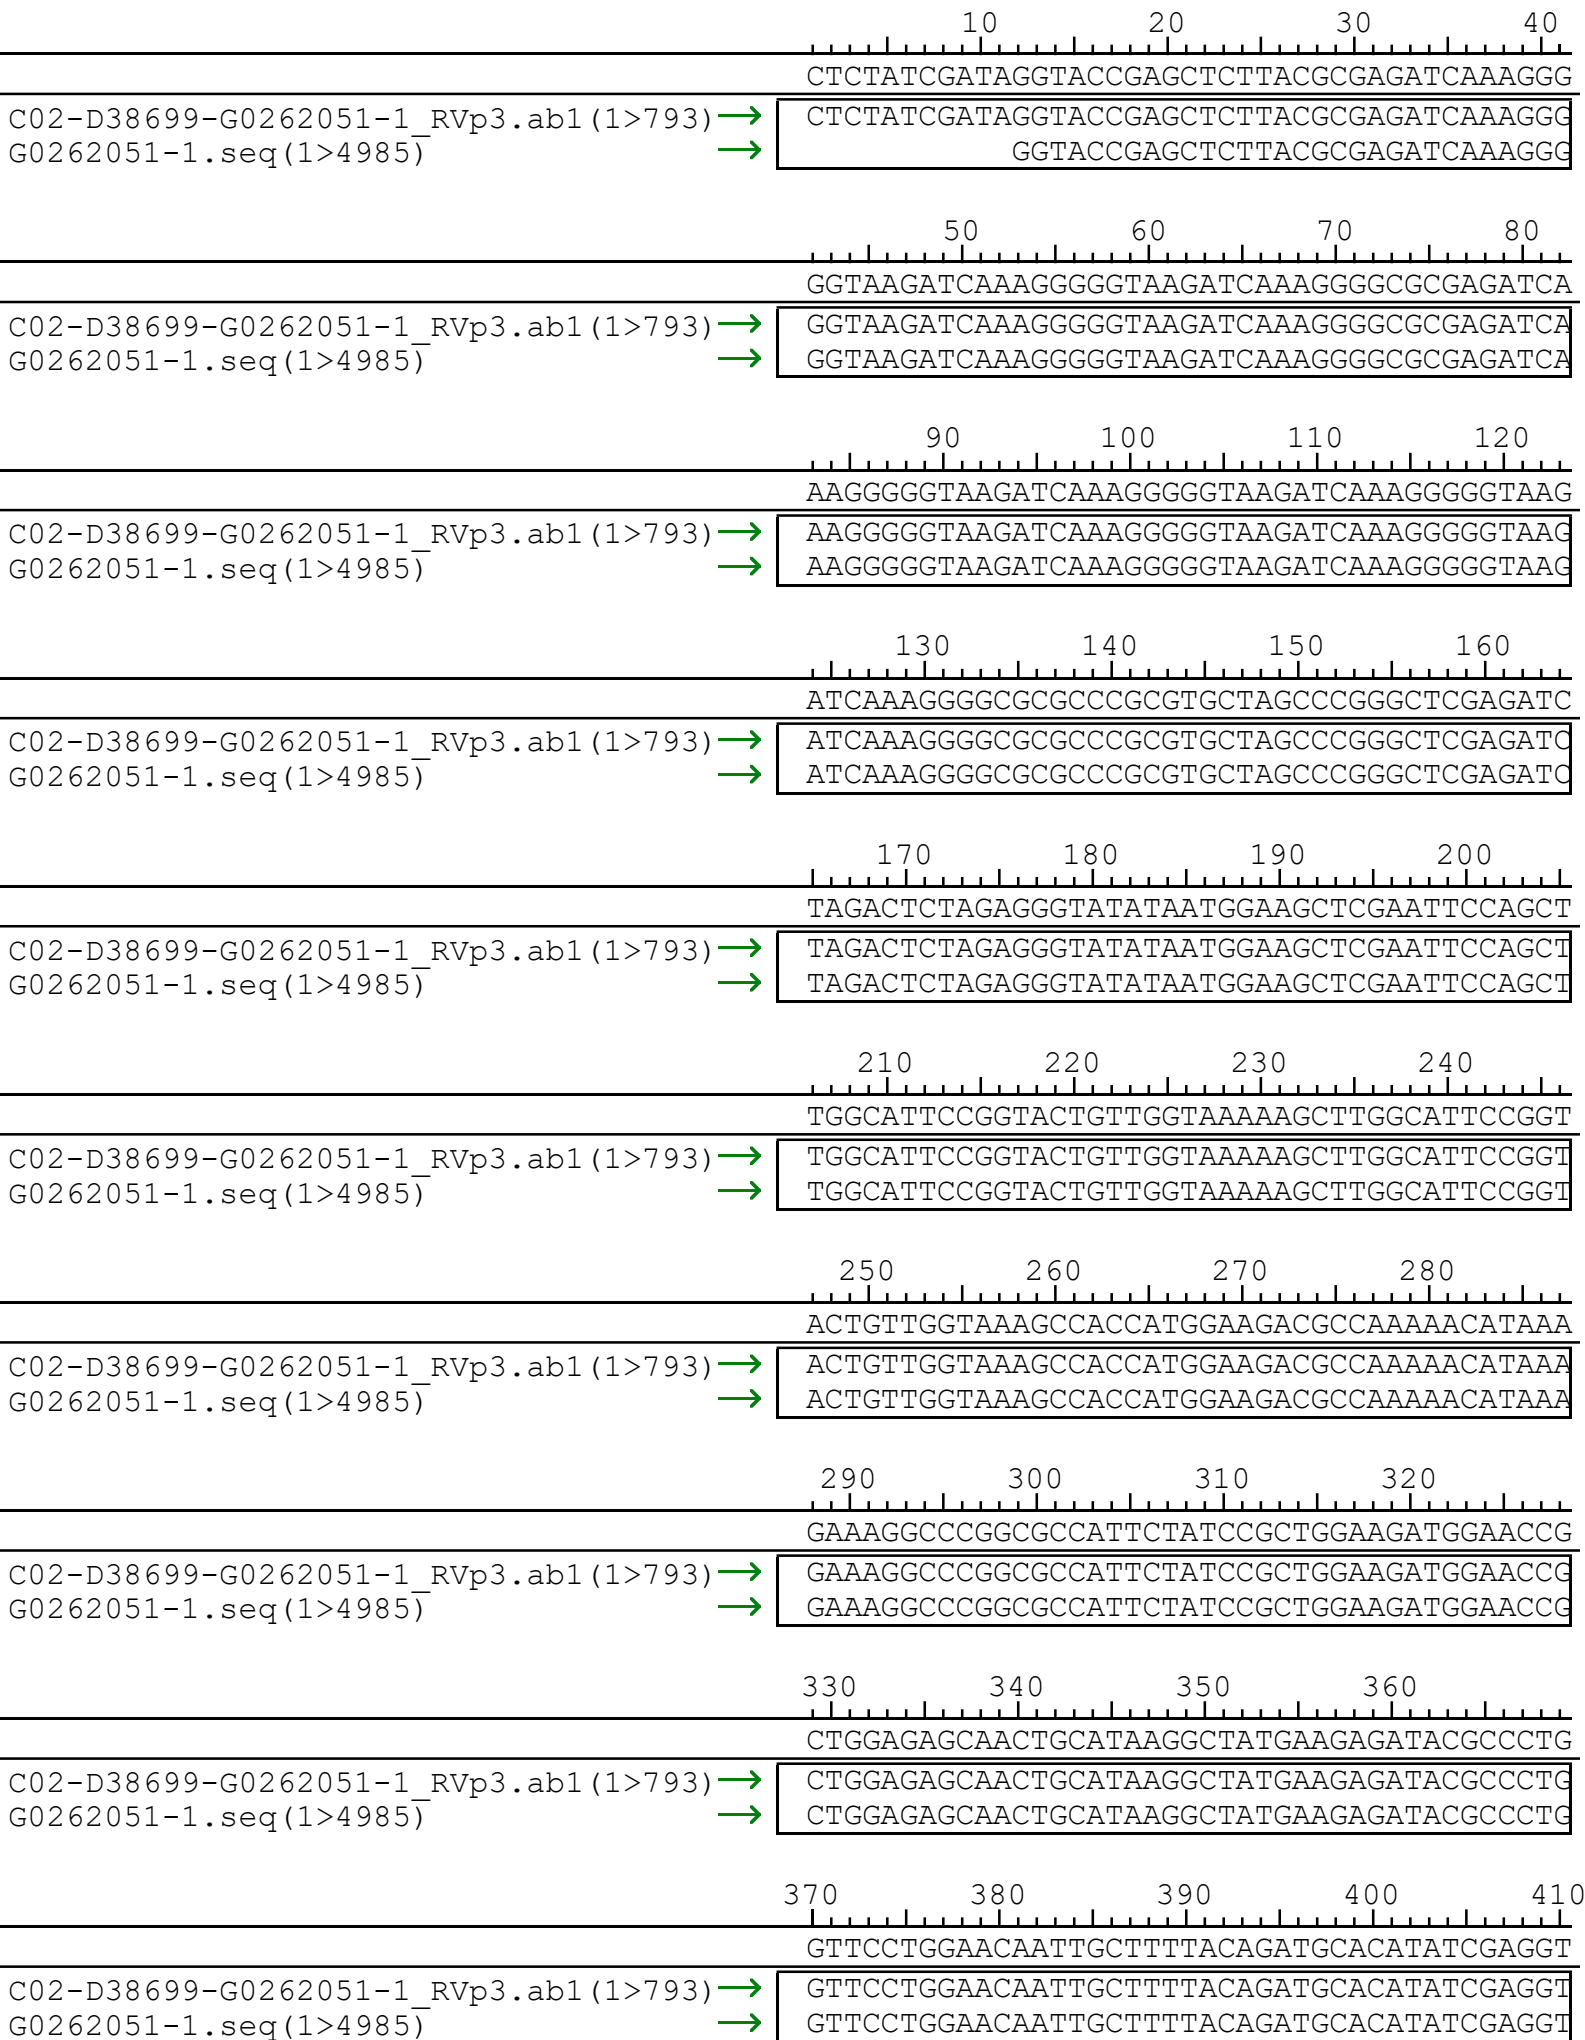 10 20 30 40
CTCTATCGATAGGTACCGAGCTCTTACGCGAGATCAAAGGG
C02-D38699-G0262051-1_RVp3.ab1(1>793)→ CTCTATCGATAGGTACCGAGCTCTTACGCGAGATCAAAGGG
G0262051-1.seq(1>4985) → GGTACCGAGCTCTTACGCGAGATCAAAGGG
50 60 70 80
GGTAAGATCAAAGGGGGTAAGATCAAAGGGGCGCGAGATCA
C02-D38699-G0262051-1_RVp3.ab1(1>793)→ GGTAAGATCAAAGGGGGTAAGATCAAAGGGGCGCGAGATCA
G0262051-1.seq(1>4985) → GGTAAGATCAAAGGGGGTAAGATCAAAGGGGCGCGAGATCA
90 100 110 120
AAGGGGGTAAGATCAAAGGGGGTAAGATCAAAGGGGGTAAG
C02-D38699-G0262051-1_RVp3.ab1(1>793)→ AAGGGGGTAAGATCAAAGGGGGTAAGATCAAAGGGGGTAAG
G0262051-1.seq(1>4985) → AAGGGGGTAAGATCAAAGGGGGTAAGATCAAAGGGGGTAAG
130 140 150 160
ATCAAAGGGGCGCGCCCGCGTGCTAGCCCGGGCTCGAGATC
C02-D38699-G0262051-1_RVp3.ab1(1>793)→ ATCAAAGGGGCGCGCCCGCGTGCTAGCCCGGGCTCGAGATC
G0262051-1.seq(1>4985) → ATCAAAGGGGCGCGCCCGCGTGCTAGCCCGGGCTCGAGATC
170 180 190 200
TAGACTCTAGAGGGTATATAATGGAAGCTCGAATTCCAGCT
C02-D38699-G0262051-1_RVp3.ab1(1>793)→ TAGACTCTAGAGGGTATATAATGGAAGCTCGAATTCCAGCT
G0262051-1.seq(1>4985) → TAGACTCTAGAGGGTATATAATGGAAGCTCGAATTCCAGCT
210 220 230 240
TGGCATTCCGGTACTGTTGGTAAAAAGCTTGGCATTCCGGT
C02-D38699-G0262051-1_RVp3.ab1(1>793)→ TGGCATTCCGGTACTGTTGGTAAAAAGCTTGGCATTCCGGT
G0262051-1.seq(1>4985) → TGGCATTCCGGTACTGTTGGTAAAAAGCTTGGCATTCCGGT
250 260 270 280
ACTGTTGGTAAAGCCACCATGGAAGACGCCAAAAACATAAA
C02-D38699-G0262051-1_RVp3.ab1(1>793)→ ACTGTTGGTAAAGCCACCATGGAAGACGCCAAAAACATAAA
G0262051-1.seq(1>4985) → ACTGTTGGTAAAGCCACCATGGAAGACGCCAAAAACATAAA
290 300 310 320
GAAAGGCCCGGCGCCATTCTATCCGCTGGAAGATGGAACCG
C02-D38699-G0262051-1_RVp3.ab1(1>793)→ GAAAGGCCCGGCGCCATTCTATCCGCTGGAAGATGGAACCG
G0262051-1.seq(1>4985) → GAAAGGCCCGGCGCCATTCTATCCGCTGGAAGATGGAACCG
330 340 350 360
CTGGAGAGCAACTGCATAAGGCTATGAAGAGATACGCCCTG
C02-D38699-G0262051-1_RVp3.ab1(1>793)→ CTGGAGAGCAACTGCATAAGGCTATGAAGAGATACGCCCTG
G0262051-1.seq(1>4985) → CTGGAGAGCAACTGCATAAGGCTATGAAGAGATACGCCCTG
370 380 390 400 410
GTTCCTGGAACAATTGCTTTTACAGATGCACATATCGAGGT
C02-D38699-G0262051-1_RVp3.ab1(1>793)→ GTTCCTGGAACAATTGCTTTTACAGATGCACATATCGAGGT
G0262051-1.seq(1>4985) → GTTCCTGGAACAATTGCTTTTACAGATGCACATATCGAGGT